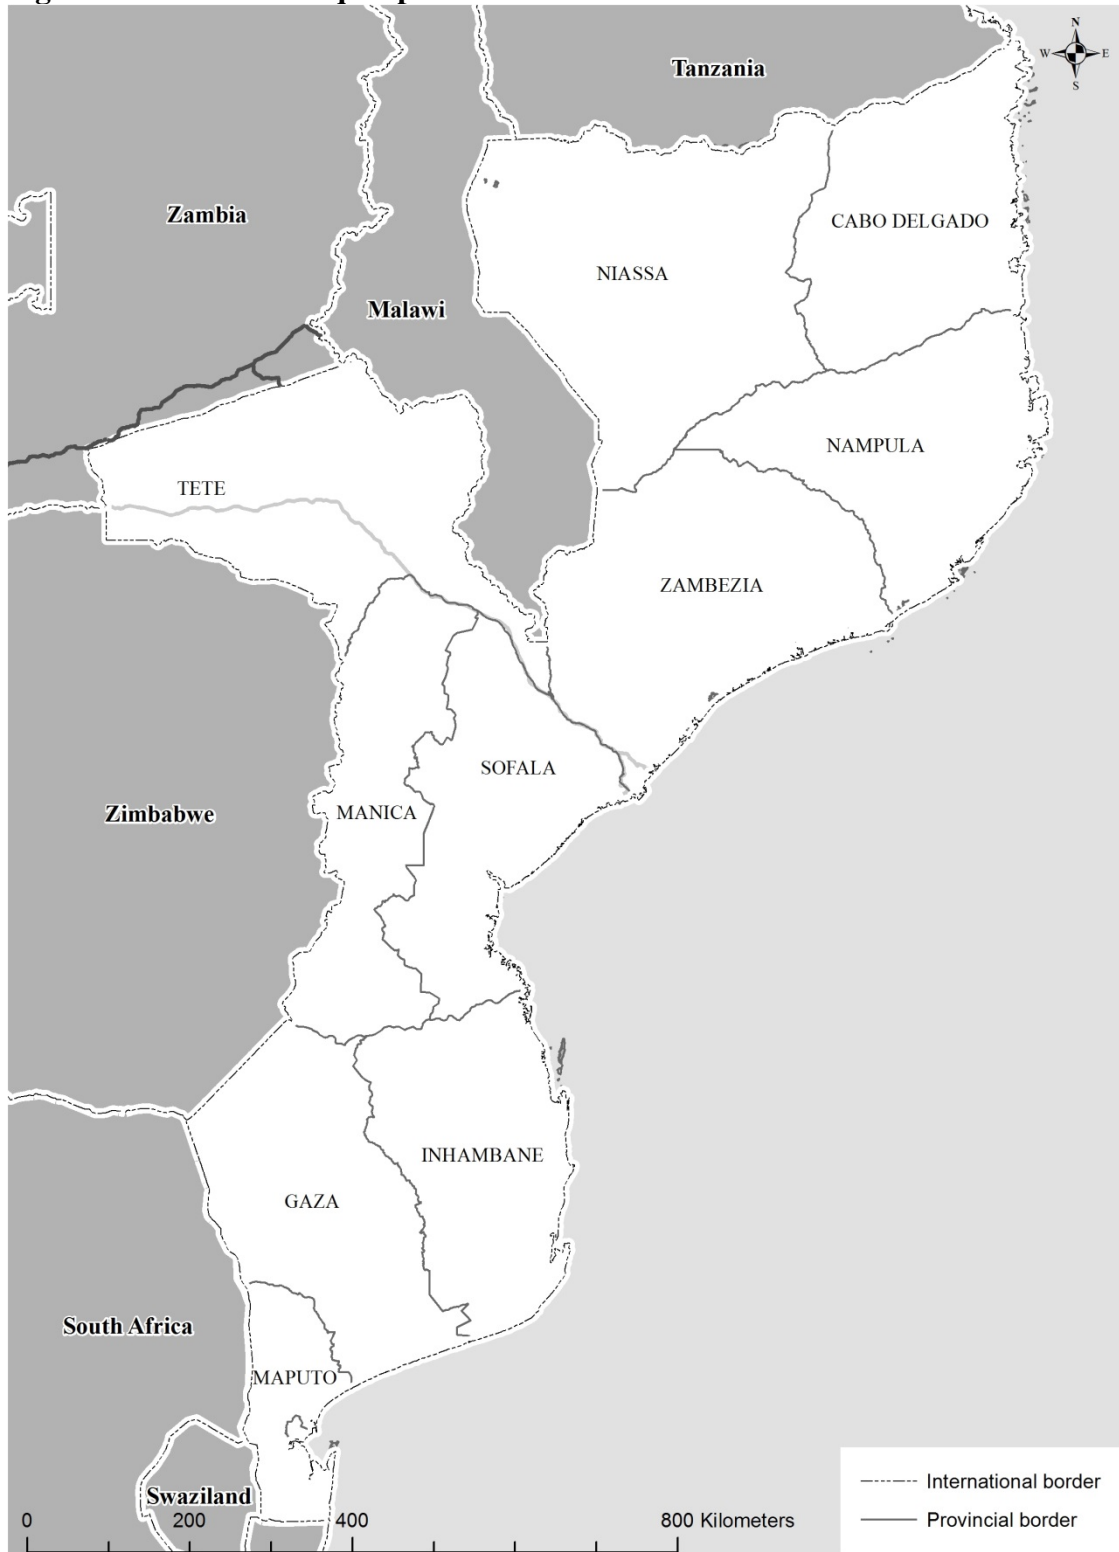 N
W E
S
Tanzania
Zambia
CABO DELGADO
NIASSA
Malawi
NAMPULA
TETE
ZAMBEZIA
SOFALA
Zimbabwe
MANICA
INHAMBANE
GAZA
South Africa
MAPUTO
Swaziland
International border
Provincial border
0 200 400 800 Kilometers